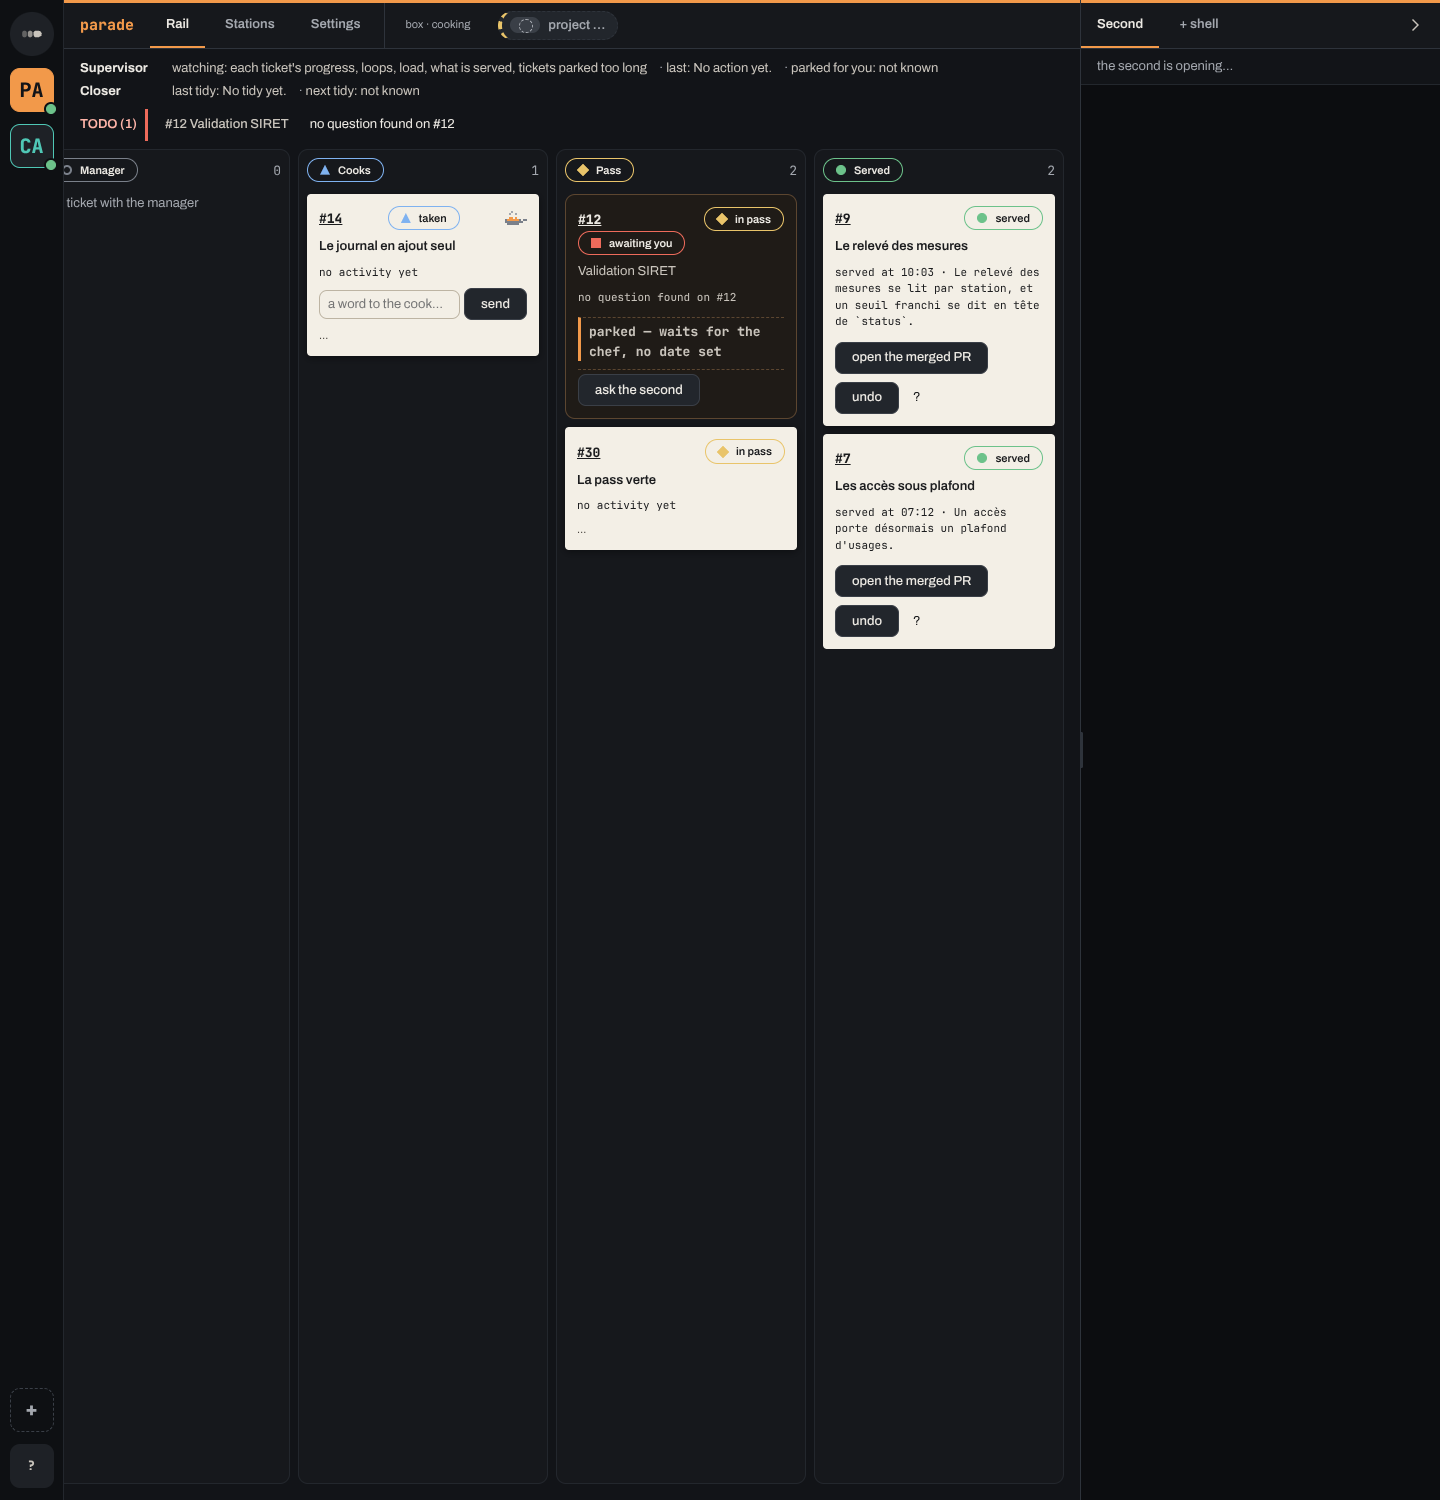 parade
Rail
Stations
Settings
box · cooking
project ...
Second
+ shell
PA
CA
Supervisor
watching: each ticket's progress, loops, load, what is served, tickets parked too long · last: No action yet. · parked for you: not known
Closer
last tidy: No tidy yet. · next tidy: not known
TODO (1)
#12 Validation SIRET
no question found on #12
the second is opening...
Manager
0
ticket with the manager
Cooks
1
#14
taken
Le journal en ajout seul
no activity yet
a word to the cook...
send
...
Pass
2
#12
in pass
awaiting you
Validation SIRET
no question found on #12
parked — waits for the
chef, no date set
ask the second
#30
in pass
La pass verte
no activity yet
...
Served
2
#9
served
Le relevé des mesures
served at 10:03 · Le relevé des
mesures se lit par station, et
un seuil franchi se dit en tête
de `status`.
open the merged PR
undo
?
#7
served
Les accès sous plafond
served at 07:12 · Un accès
porte désormais un plafond
d'usages.
open the merged PR
undo
?
+
?